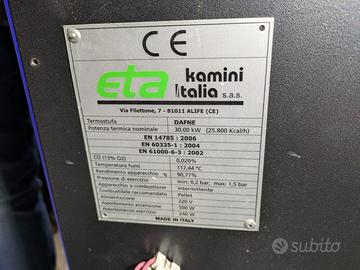 CE
eta kamini Italia s.a.s.
Via Filettone, 7 - 81011 ALIFE (CE)
Termostufa DAFNE
Potenza termica nominale 30,00 kW (25.800 Kcal/h)
EN 14785 : 2006
EN 60335-1 : 2004
EN 61000-6-3 : 2002
CO (13% O2) 0,020%
Temperatura fumi 117,44 °C
Rendimento apparecchio η 90,77%
Pressione di esercizio min: 0,2 bar; max: 1,5 bar
Apparecchio a combustione intermittente
Combustibile raccomandato Pellet
Alimentazione 220 V
Assorbimento accensione 500 W
Assorbimento esercizio 240 W
MADE IN ITALY
subito